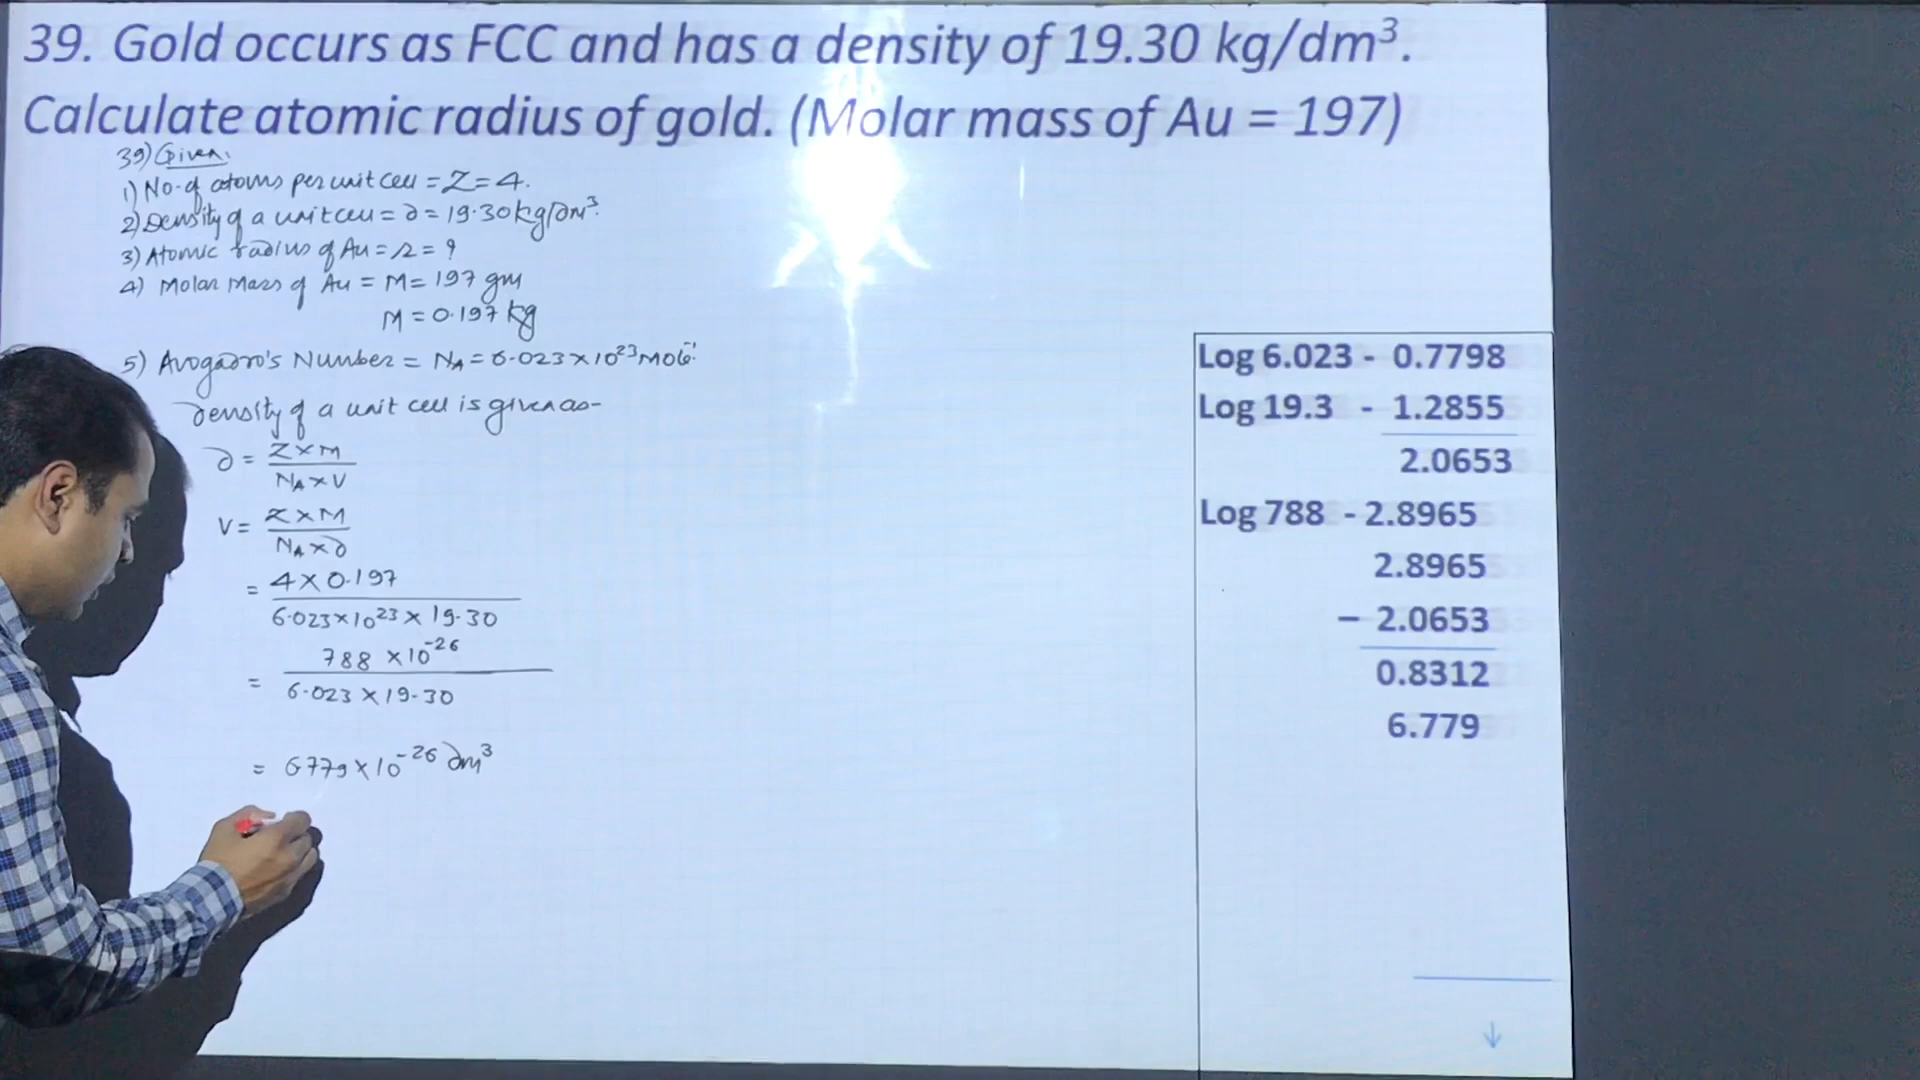 39. Gold occurs as FCC and has a density of 19.30 kg/dm³.
Calculate atomic radius of gold. (Molar mass of Au = 197)
39) Given.
1) No. of atoms per unit cell = Z = 4.
2) Density of a unit cell = ∂ = 19.30 kg/dm³.
3) Atomic radius of Au = r = ?
4) Molar Mass of Au = M = 197 gm
M = 0.197 kg
5) Avogadro's Number = NA = 6.023 × 10²³ mol⁻¹.
density of a unit cell is given as-
∂ = Z × M
NA × V
V = Z × M
NA × ∂
= 4 × 0.197
6.023 × 10²³ × 19.30
= 788 × 10⁻²⁶
6.023 × 19.30
= 6779 × 10⁻²⁶ dm³
Log 6.023 - 0.7798
Log 19.3 - 1.2855
2.0653
Log 788 - 2.8965
2.8965
– 2.0653
0.8312
6.779